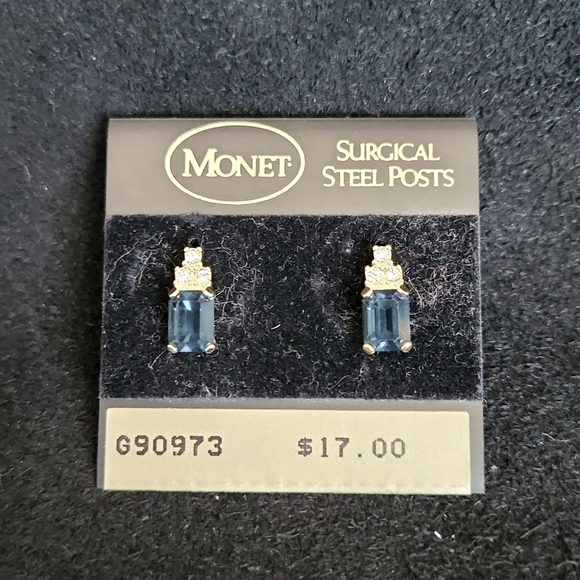 MONET
SURGICAL
STEEL POSTS
G90973 $17.00